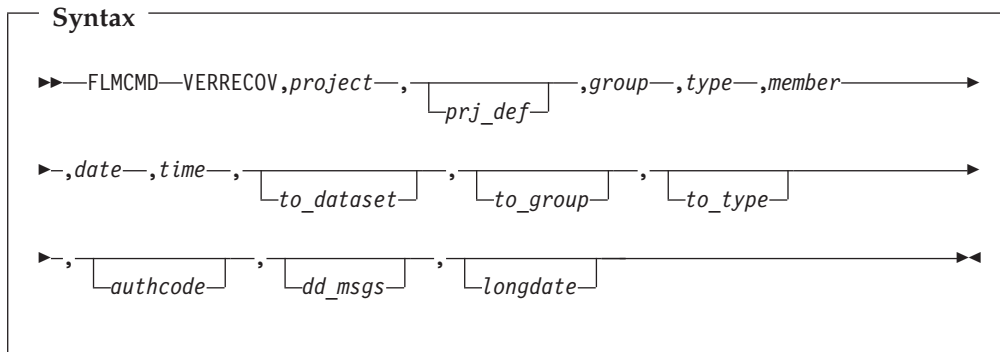 Syntax
FLMCMD VERRECOV,project , ,group ,type ,member
prj_def
,date ,time , , ,
to_dataset to_group to_type
, , ,
authcode dd_msgs longdate